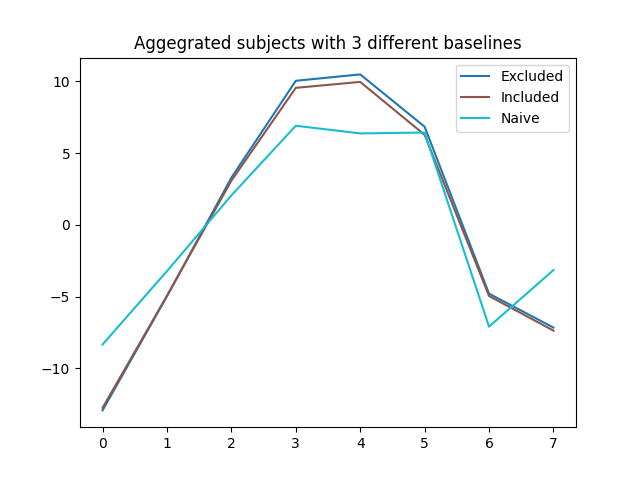 Aggegrated subjects with 3 different baselines
Excluded
Included
Naive
10
5
0
−5
−10
0 1 2 3 4 5 6 7